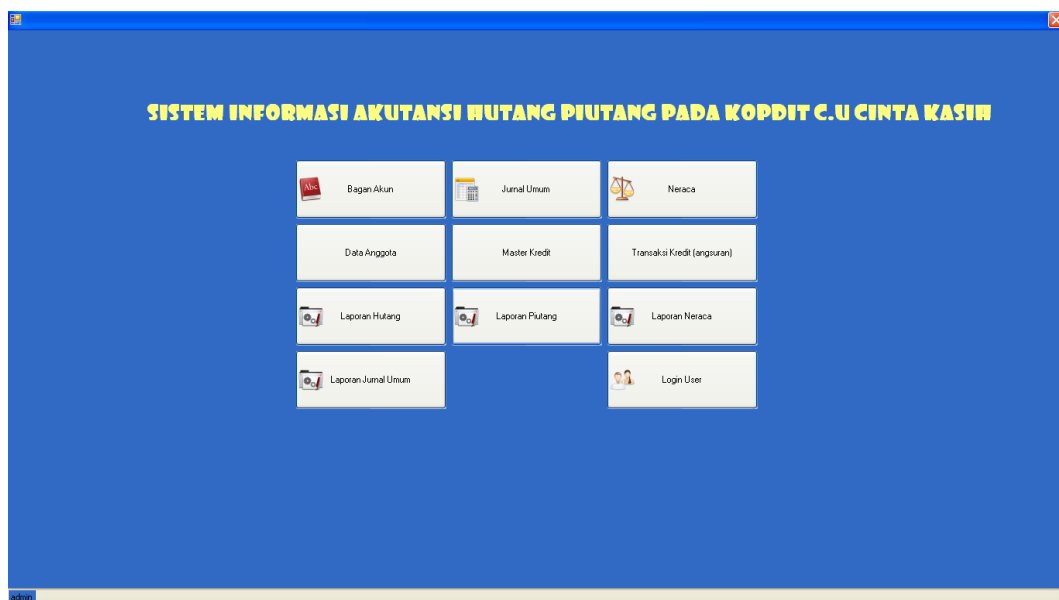 SISTEM INFORMASI AKUTANSI HUTANG PIUTANG PADA KOPDIT C.U CINTA KASIH
Abc
Bagan Akun
Jurnal Umum
Neraca
Data Anggota
Master Kredit
Transaksi Kredit (angsuran)
Laporan Hutang
Laporan Piutang
Laporan Neraca
Laporan Jurnal Umum
Login User
admin